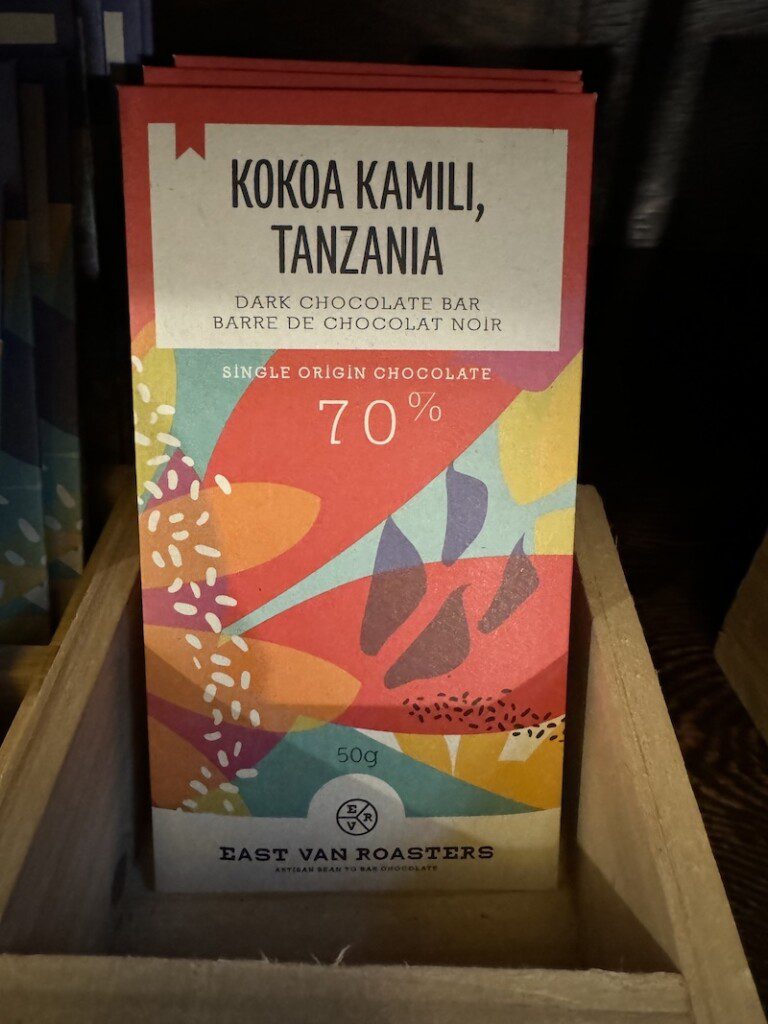 KOKOA KAMILI,
TANZANIA
DARK CHOCOLATE BAR
BARRE DE CHOCOLAT NOIR
SINGLE ORIGIN CHOCOLATE
70%
50g
E
V R
EAST VAN ROASTERS
ARTISAN BEAN TO BAR CHOCOLATE